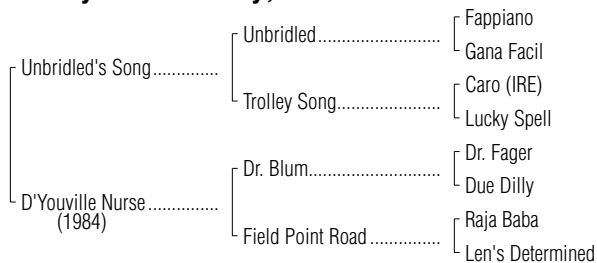 Unbridled's Song..............
Unbridled..........................
Fappiano
Gana Facil
Trolley Song......................
Caro (IRE)
Lucky Spell
D'Youville Nurse...............
(1984)
Dr. Blum............................
Dr. Fager
Due Dilly
Field Point Road...............
Raja Baba
Len's Determined